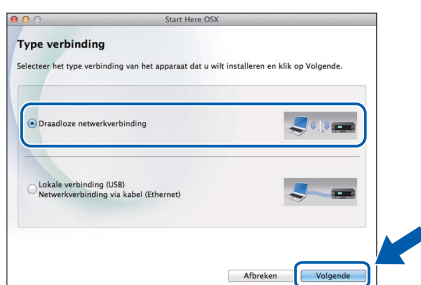 Start Here OSX
Type verbinding
Selecteer het type verbinding van het apparaat dat u wilt installeren en klik op Volgende.
Draadloze netwerkverbinding
Lokale verbinding (USB)
Netwerkverbinding via kabel (Ethernet)
Afbreken
Volgende